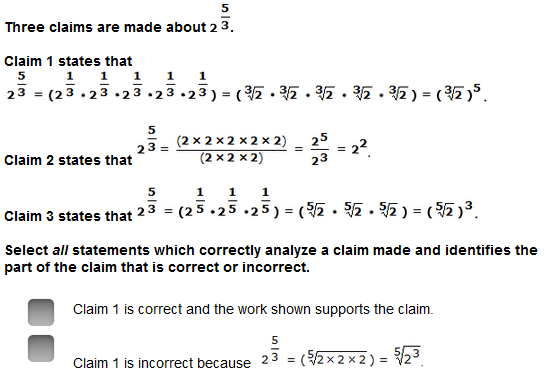 Three claims are made about 2^(5/3).
Claim 1 states that
2^(5/3) = (2^(1/3) · 2^(1/3) · 2^(1/3) · 2^(1/3) · 2^(1/3)) = (∛2 · ∛2 · ∛2 · ∛2 · ∛2) = (∛2)^5.
Claim 2 states that 2^(5/3) = (2 × 2 × 2 × 2 × 2)/(2 × 2 × 2) = 2^5/2^3 = 2^2.
Claim 3 states that 2^(5/3) = (2^(1/5) · 2^(1/5) · 2^(1/5)) = (⁵√2 · ⁵√2 · ⁵√2) = (⁵√2)^3.
Select all statements which correctly analyze a claim made and identifies the
part of the claim that is correct or incorrect.
Claim 1 is correct and the work shown supports the claim.
Claim 1 is incorrect because 2^(5/3) = (⁵√(2 × 2 × 2)) = ⁵√(2^3).